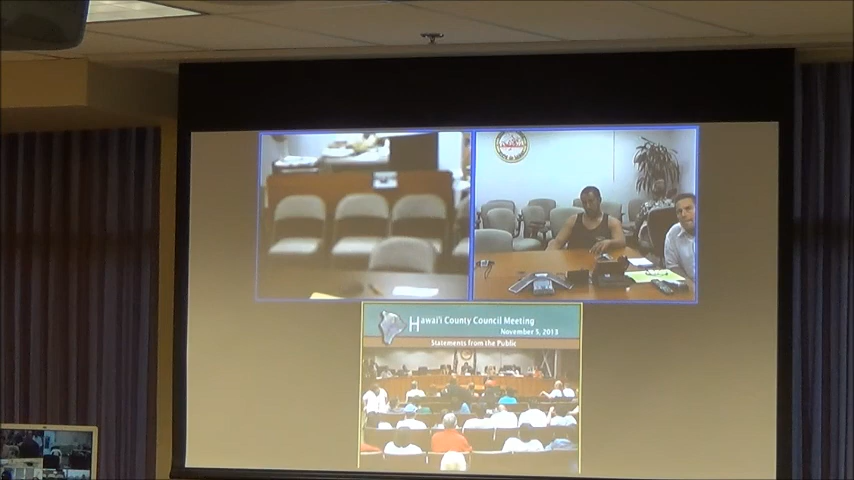 Hawai'i County Council Meeting
November 5, 2013
Statements from the Public